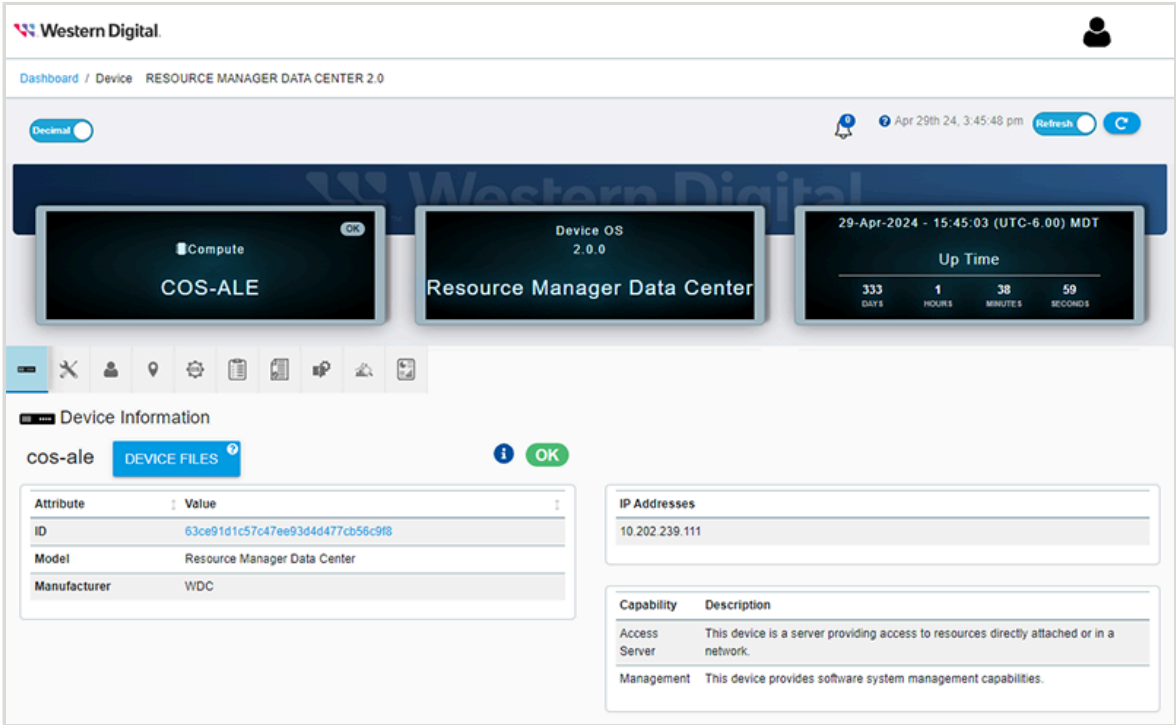 Western Digital.
Dashboard / Device RESOURCE MANAGER DATA CENTER 2.0
Decimal
0
? Apr 29th 24, 3:45:48 pm
Refresh
Western Digital
OK
Compute
COS-ALE
Device OS
2.0.0
Resource Manager Data Center
29-Apr-2024 - 15:45:03 (UTC-6.00) MDT
Up Time
333 1 38 59
DAYS HOURS MINUTES SECONDS
Device Information
cos-ale
DEVICE FILES ?
i OK
Attribute Value
ID 63ce91d1c57c47ee93d4d477cb56c9f8
Model Resource Manager Data Center
Manufacturer WDC
IP Addresses
10.202.239.111
Capability Description
Access This device is a server providing access to resources directly attached or in a
Server network.
Management This device provides software system management capabilities.